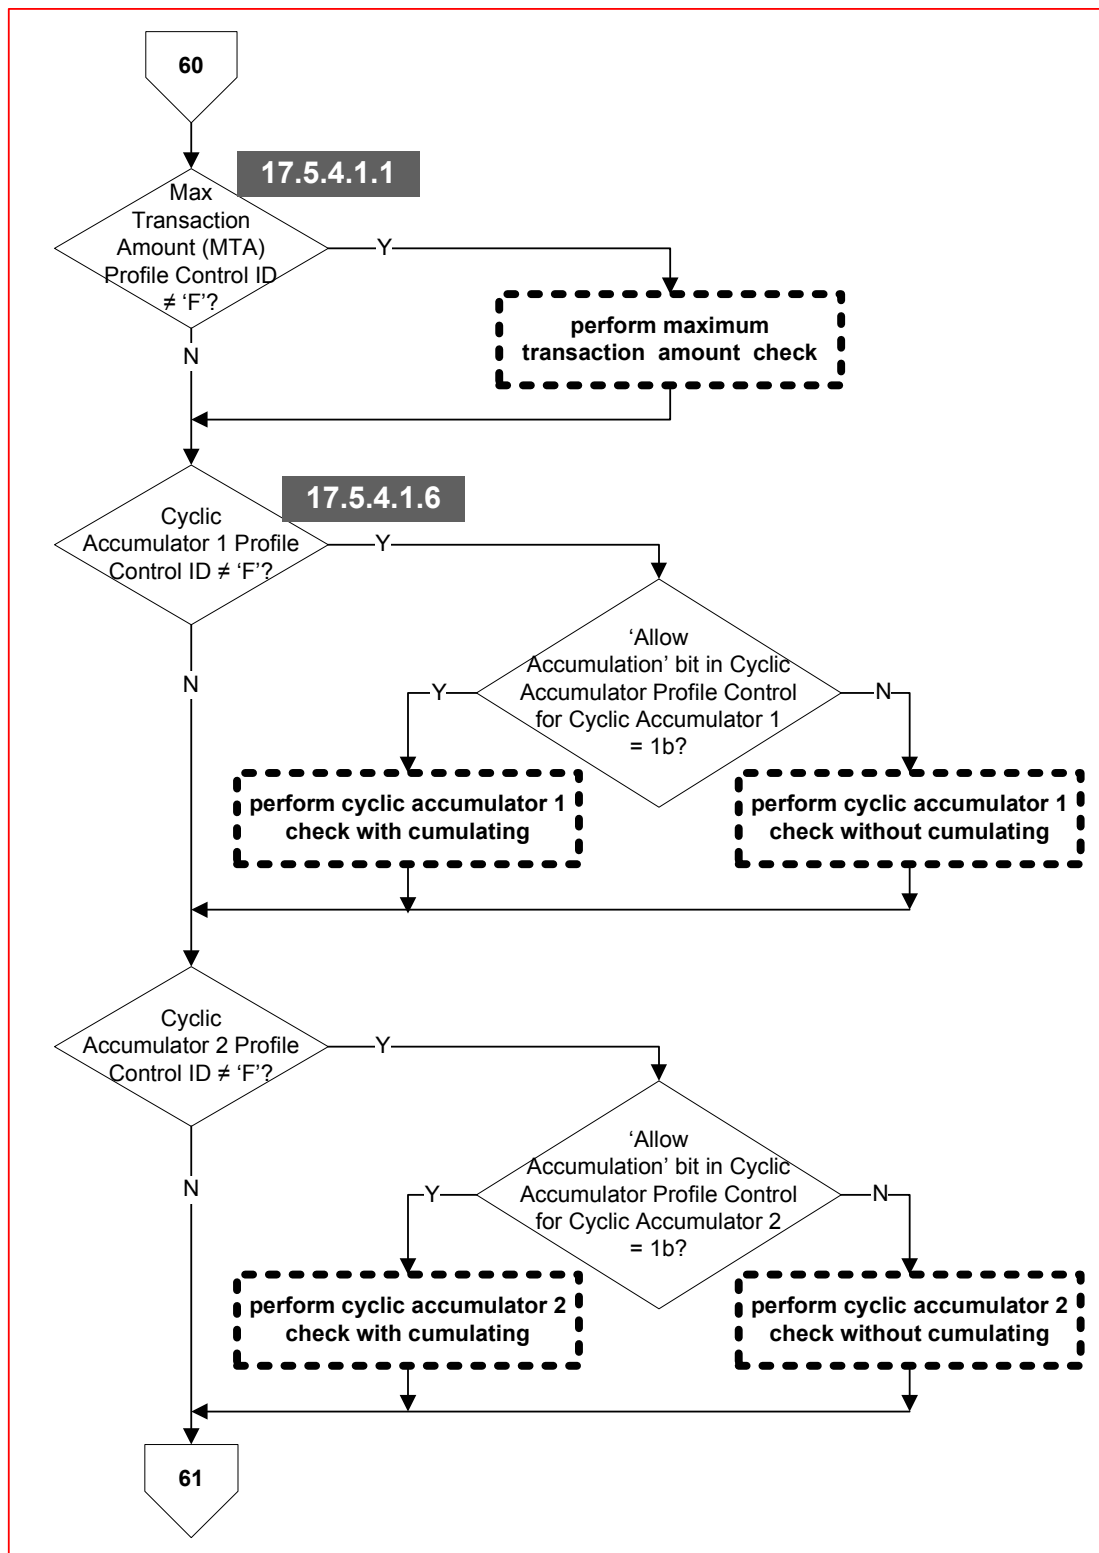 60
17.5.4.1.1
Max
Transaction
Amount (MTA)
Profile Control ID
≠ ‘F’?
Y
perform maximum
transaction amount check
N
17.5.4.1.6
Cyclic
Accumulator 1 Profile
Control ID ≠ ‘F’?
Y
‘Allow
Accumulation’ bit in Cyclic
Accumulator Profile Control
for Cyclic Accumulator 1
= 1b?
N
Y
N
perform cyclic accumulator 1
check with cumulating
perform cyclic accumulator 1
check without cumulating
Cyclic
Accumulator 2 Profile
Control ID ≠ ‘F’?
Y
‘Allow
Accumulation’ bit in Cyclic
Accumulator Profile Control
for Cyclic Accumulator 2
= 1b?
N
Y
N
perform cyclic accumulator 2
check with cumulating
perform cyclic accumulator 2
check without cumulating
61